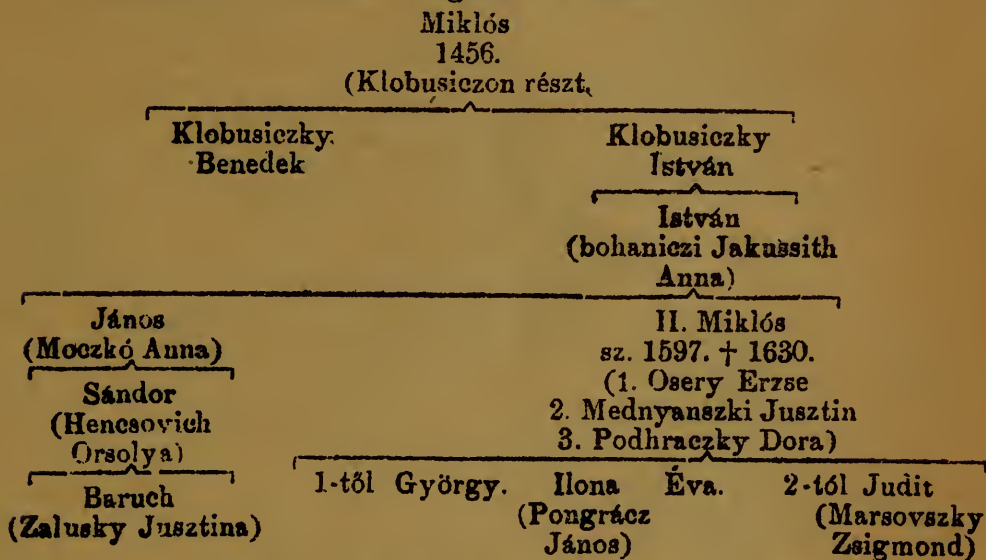 Miklós
1456.
(Klobusiczon részt.
Klobusiczky.
Benedek
Klobusiczky
István
István
(bohaniczi Jakussith
Anna)
János
(Moczkó Anna)
Sándor
(Hencsovich
Orsolya)
Baruch
(Zalusky Jusztina)
II. Miklós
sz. 1597. † 1630.
(1. Osery Erzse
2. Mednyanszki Jusztin
3. Podhraczky Dora)
1-től György. Ilona Éva. 2-tól Judit
(Pongrácz (Marsovszky
János) Zsigmond)